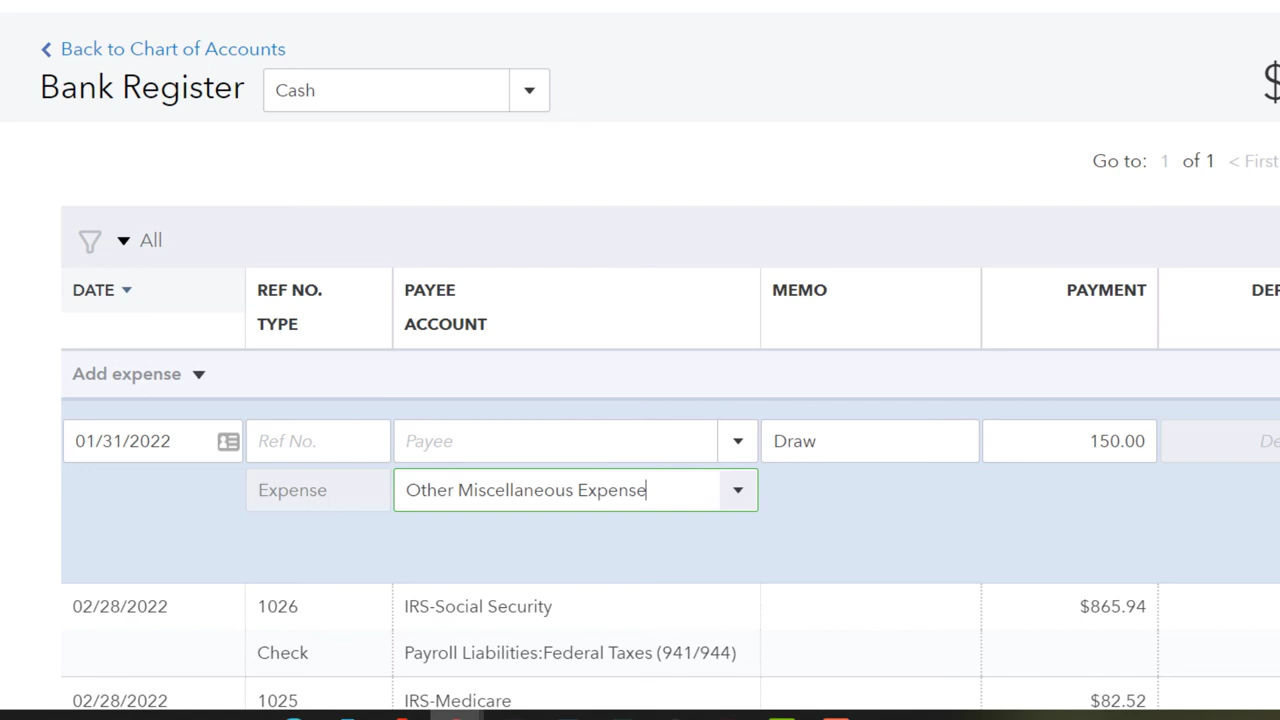 Back to Chart of Accounts
Bank Register Cash $
Go to: 1 of 1 < First
All
DATE REF NO. PAYEE MEMO PAYMENT DEP
TYPE ACCOUNT
Add expense
01/31/2022 Ref No. Payee Draw 150.00 De
Expense Other Miscellaneous Expense
02/28/2022 1026 IRS-Social Security $865.94
Check Payroll Liabilities:Federal Taxes (941/944)
02/28/2022 1025 IRS-Medicare $82.52